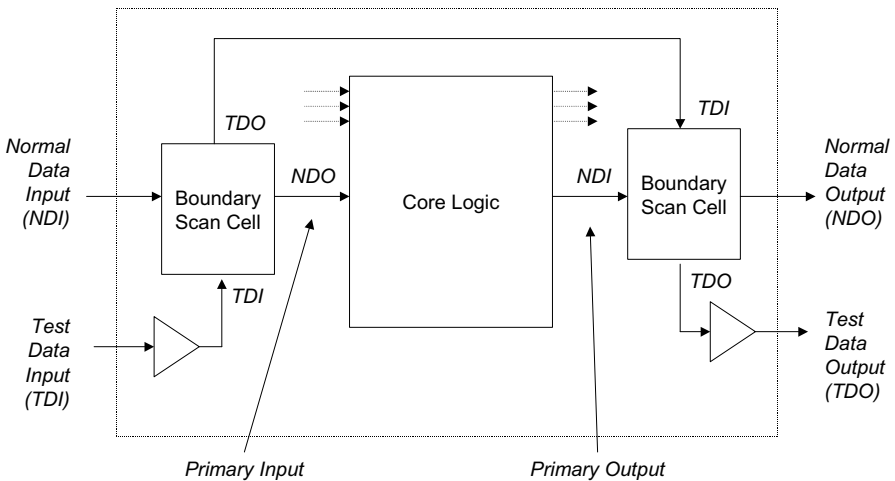 TDO
TDI
Normal
Data
Input
(NDI)
Boundary
Scan Cell
NDO
Core Logic
NDI
Boundary
Scan Cell
Normal
Data
Output
(NDO)
TDI
TDO
Test
Data
Input
(TDI)
Test
Data
Output
(TDO)
Primary Input
Primary Output